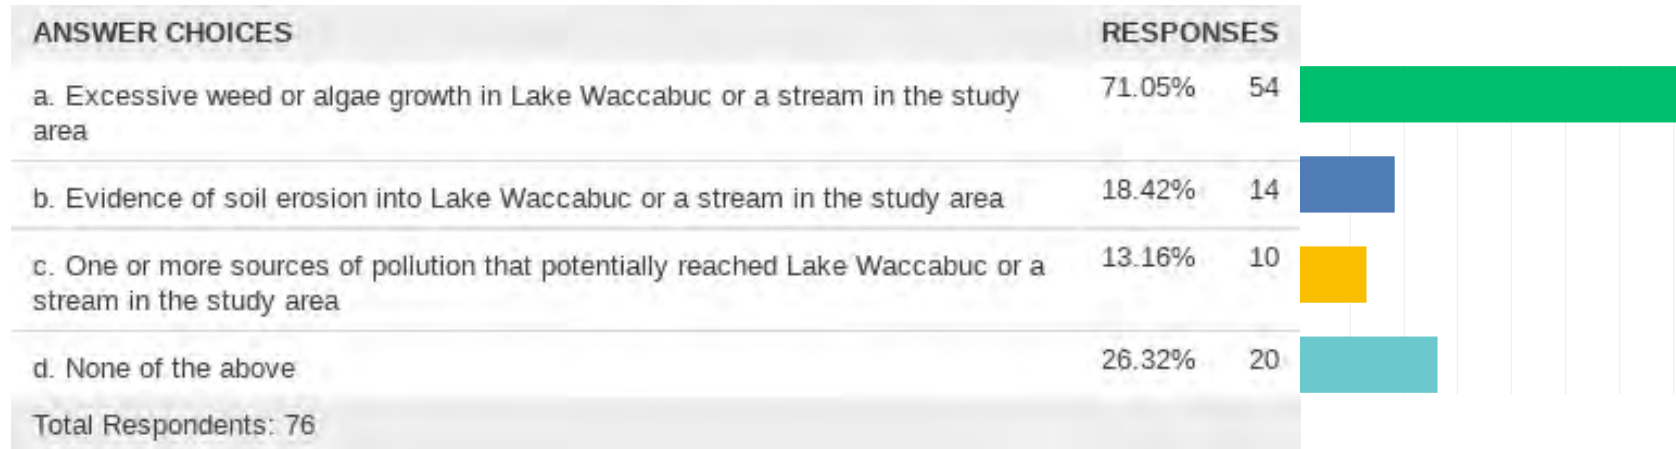 ANSWER CHOICES RESPONSES
a. Excessive weed or algae growth in Lake Waccabuc or a stream in the study 71.05% 54
area
b. Evidence of soil erosion into Lake Waccabuc or a stream in the study area 18.42% 14
c. One or more sources of pollution that potentially reached Lake Waccabuc or a 13.16% 10
stream in the study area
d. None of the above 26.32% 20
Total Respondents: 76